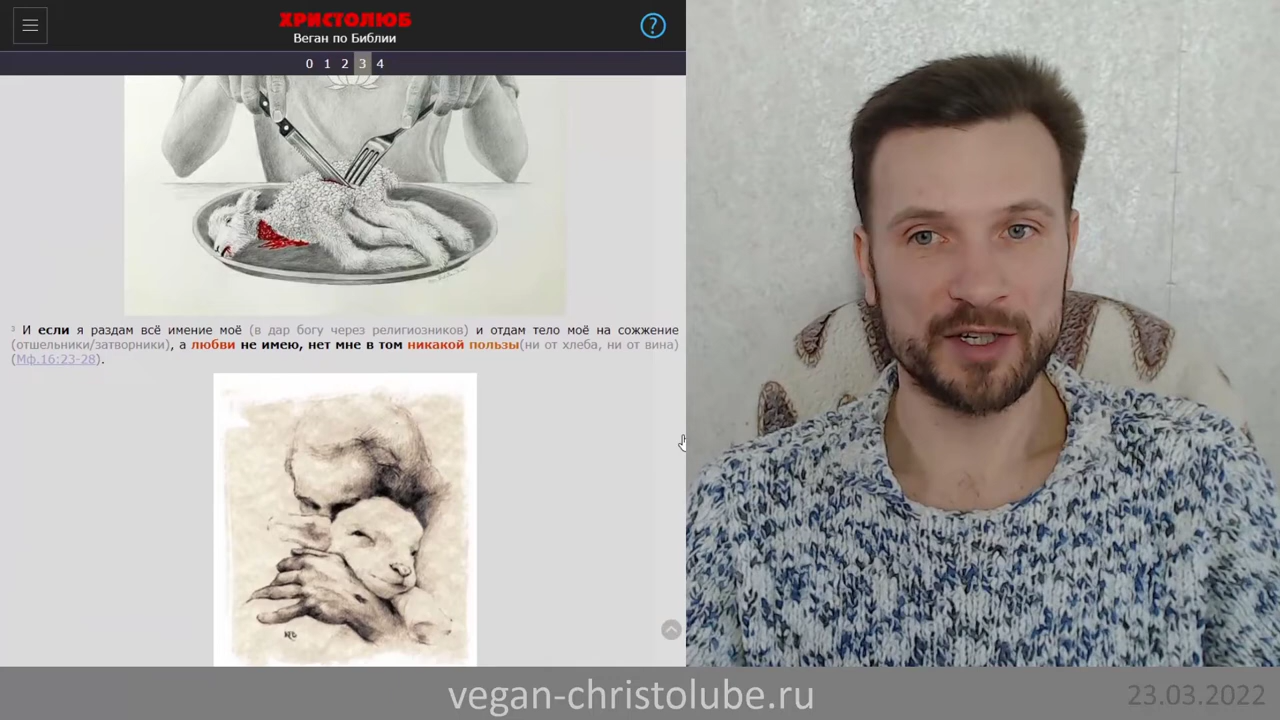 ХРИСТОЛЮБ
Веган по Библии
?
0 1 2 3 4
3 И если я раздам всё имение моё (в дар богу через религиозников) и отдам тело моё на сожжение
(отшельники/затворники), а любви не имею, нет мне в том никакой пользы(ни от хлеба, ни от вина)
(Мф.16:23-28).
vegan-christolube.ru
23.03.2022